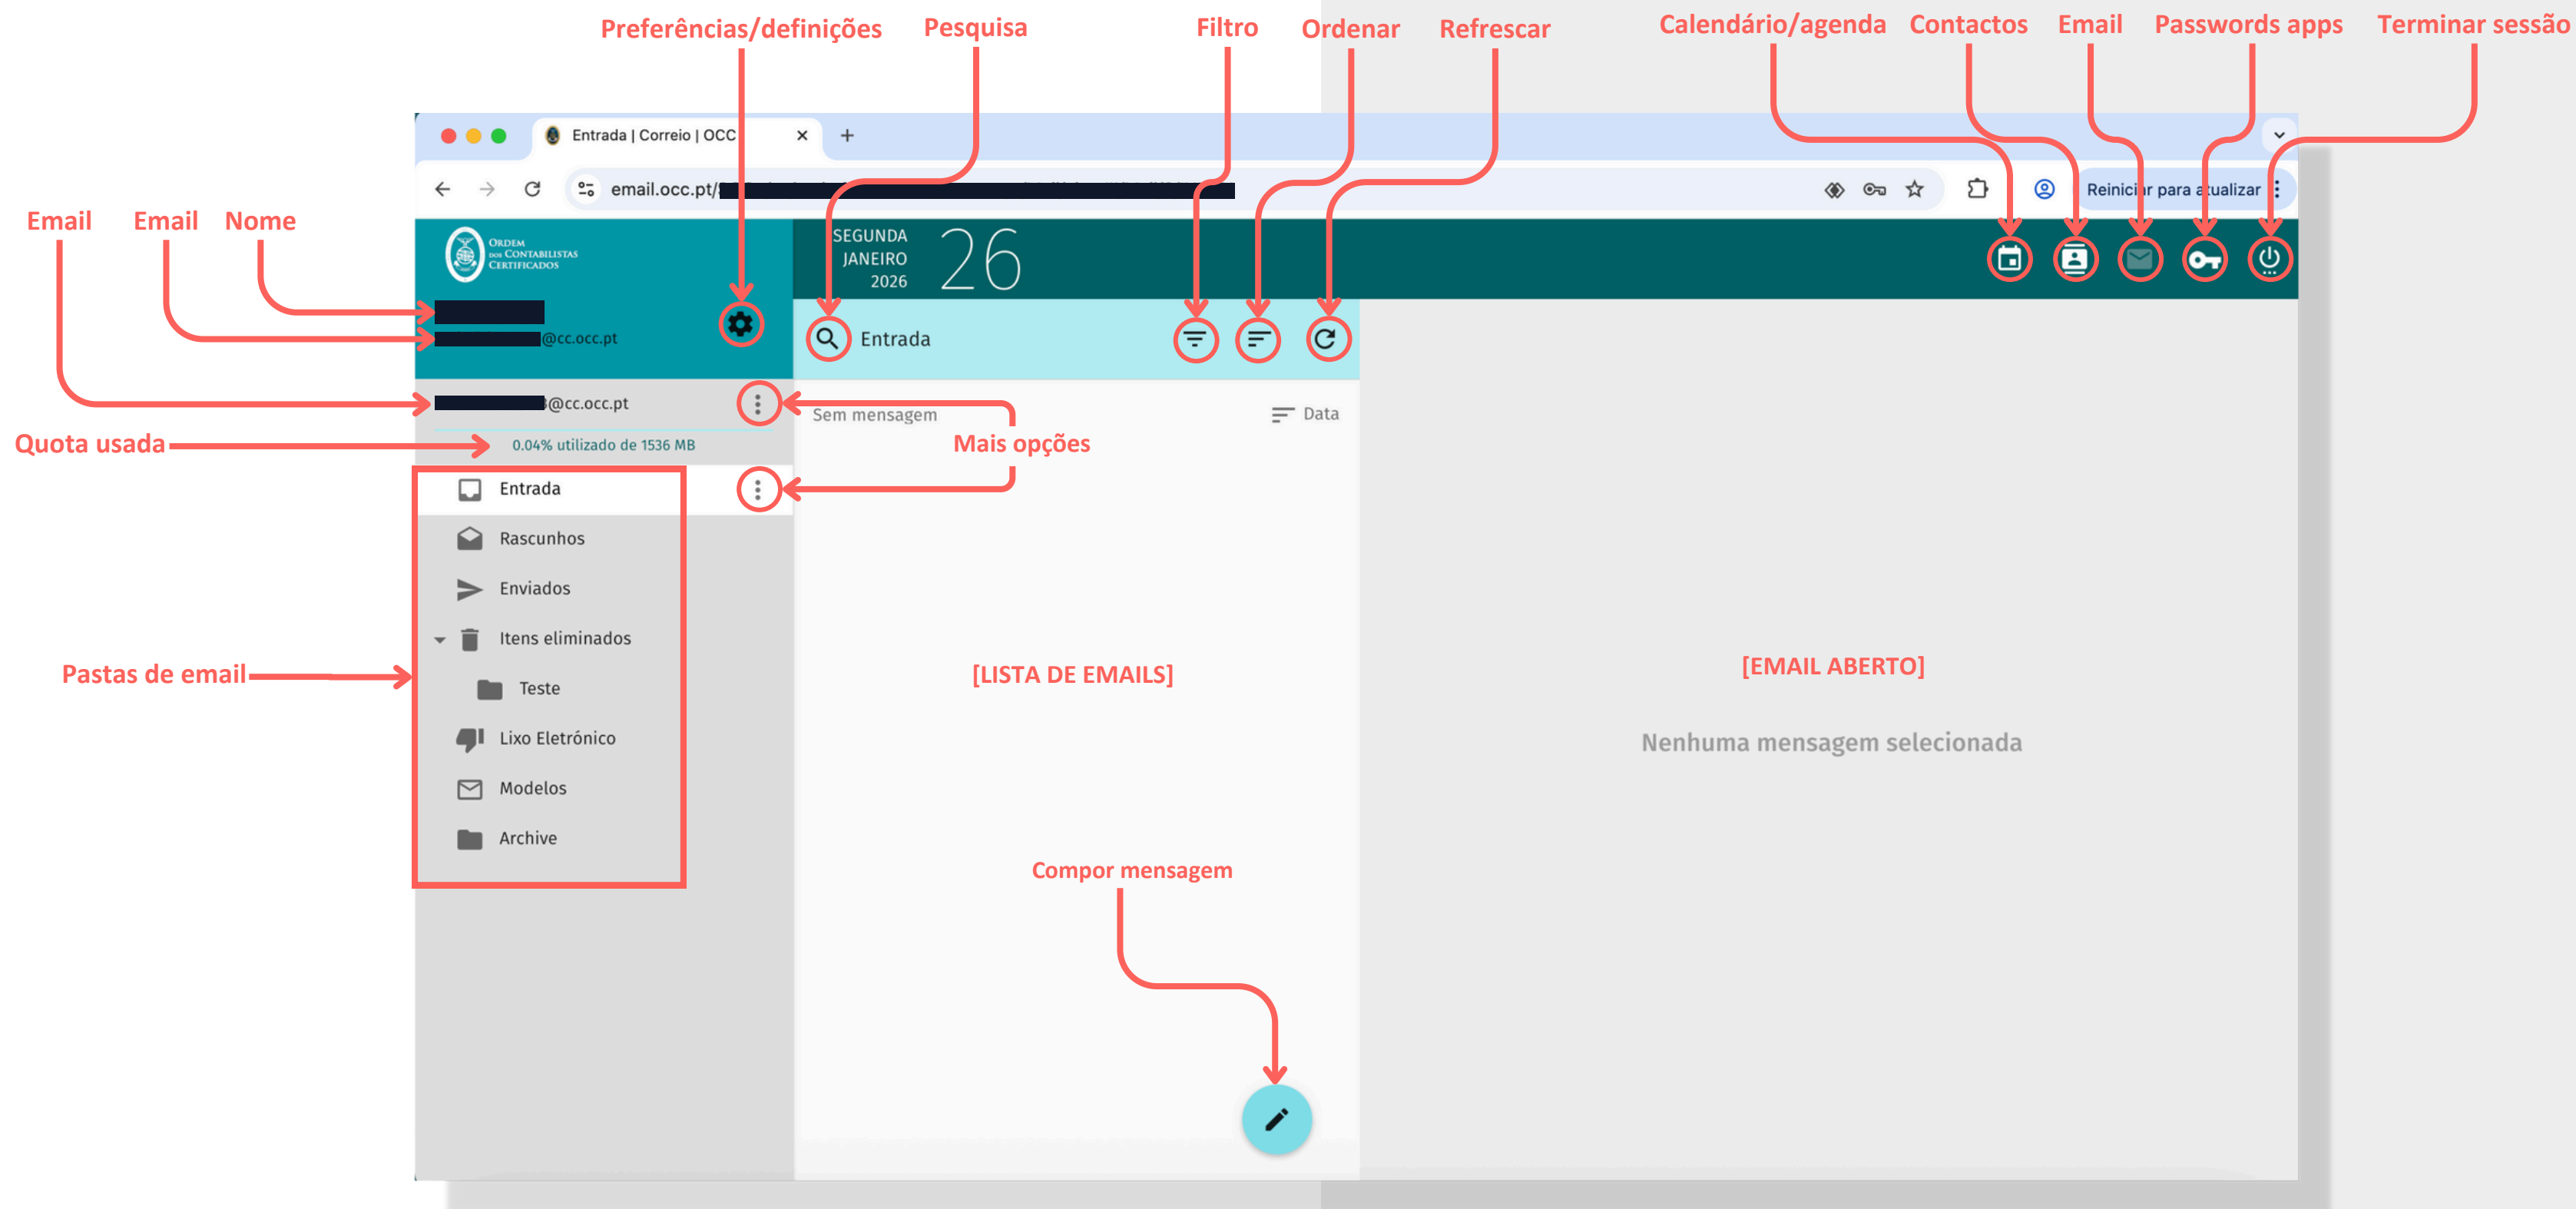 Preferências/definições
Pesquisa
Filtro
Ordenar
Refrescar
Calendário/agenda
Contactos
Email
Passwords apps
Terminar sessão
Entrada | Correio | OCC
email.occ.pt/
Reiniciar para atualizar
Email
Email
Nome
ORDEM
DOS CONTABILISTAS
CERTIFICADOS
SEGUNDA
JANEIRO
2026
26
@cc.occ.pt
Entrada
@cc.occ.pt
Sem mensagem
Data
Quota usada
0.04% utilizado de 1536 MB
Mais opções
Entrada
Rascunhos
Enviados
Itens eliminados
Teste
Lixo Eletrónico
Modelos
Archive
Pastas de email
[LISTA DE EMAILS]
[EMAIL ABERTO]
Nenhuma mensagem selecionada
Compor mensagem